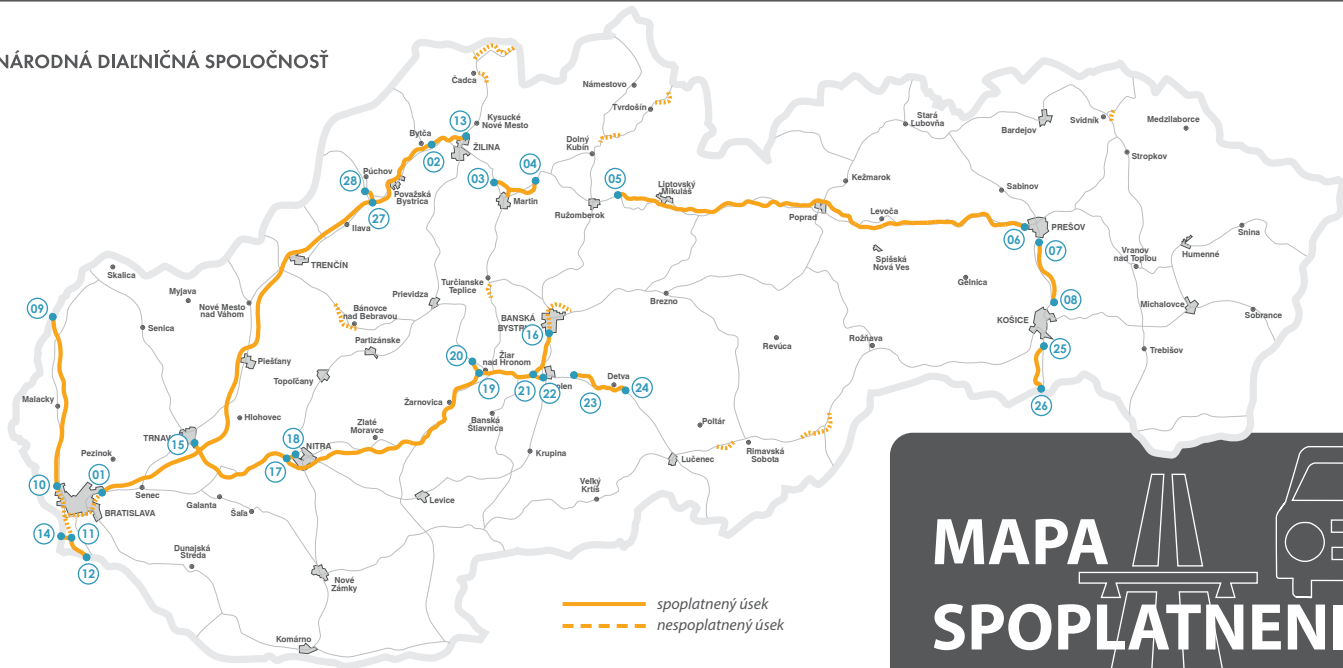 NÁRODNÁ DIAĽNIČNÁ SPOLOČNOSŤ
Čadca
Námestovo
Tvrdošín
13
Kysucké
Nové Mesto
Bytča
02
ŽILINA
Dolný
Kubín
Stará
Ľubovňa
Bardejov
Svidník
Medzilaborce
Stropkov
Púchov
28
Považská
Bystrica
27
03
04
Martin
05
Ružomberok
Liptovský
Mikuláš
Kežmarok
Poprad
Levoča
Sabinov
06
PREŠOV
07
Ilava
TRENČÍN
Spišská
Nová Ves
Gelnica
Vranov
nad Topľou
Humenné
Snina
Skalica
Myjava
Nové Mesto
nad Váhom
Prievidza
Turčianske
Teplice
Brezno
08
Michalovce
Sobrance
09
Senica
Bánovce
nad Bebravou
Partizánske
BANSKÁ
16
KOŠICE
25
Trebišov
26
Revúca
Rožňava
Piešťany
Topoľčany
20
Žiar
nad Hronom
19
21
22
23
Detva
24
Malacky
Hlohovec
Žarnovica
Banská
Štiavnica
Zlaté
Moravce
Krupina
Poltár
Rimavská
Sobota
Lučenec
Veľký
Krtíš
15
18
NITRA
17
Pezinok
01
10
Senec
BRATISLAVA
Galanta
Šaľa
Levice
14
11
12
Dunajská
Streda
Nové
Zámky
Komárno
spoplatnený úsek
nespoplatnený úsek
MAPA